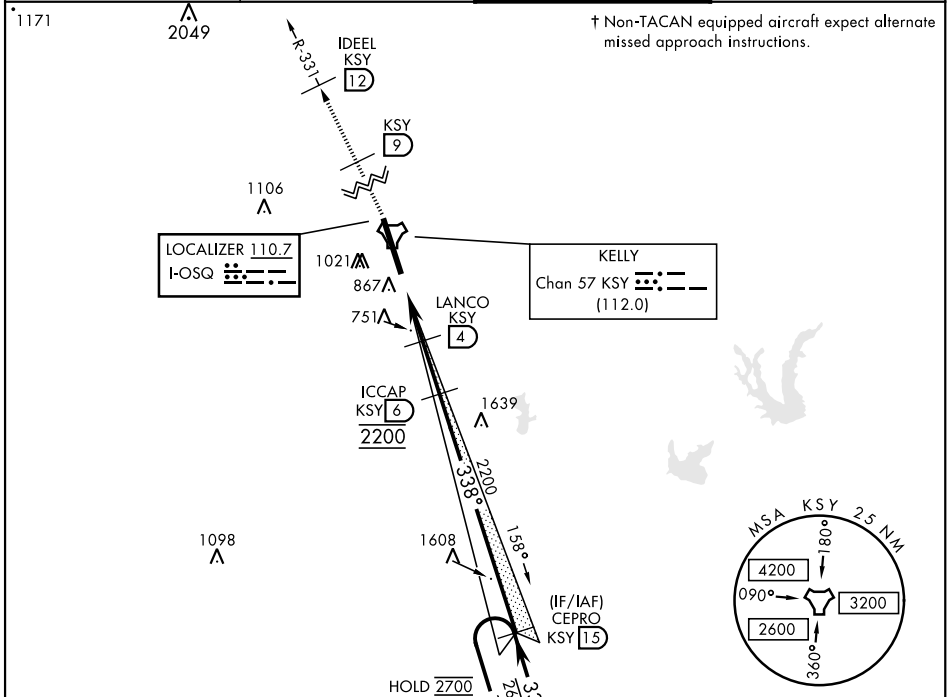 1171
2049
† Non-TACAN equipped aircraft expect alternate
missed approach instructions.
R-331
IDEEL
KSY
12
KSY
9
1106
LOCALIZER 110.7
I-OSQ
KELLY
Chan 57 KSY
(112.0)
1021
867
751
LANCO
KSY
4
ICCAP
KSY 6
2200
1639
338°
2200
158°
1098
1608
(IF/IAF)
CEPRO
KSY 15
HOLD 2700
MSA KSY 25 NM
180°
4200
090°
3200
2600
360°